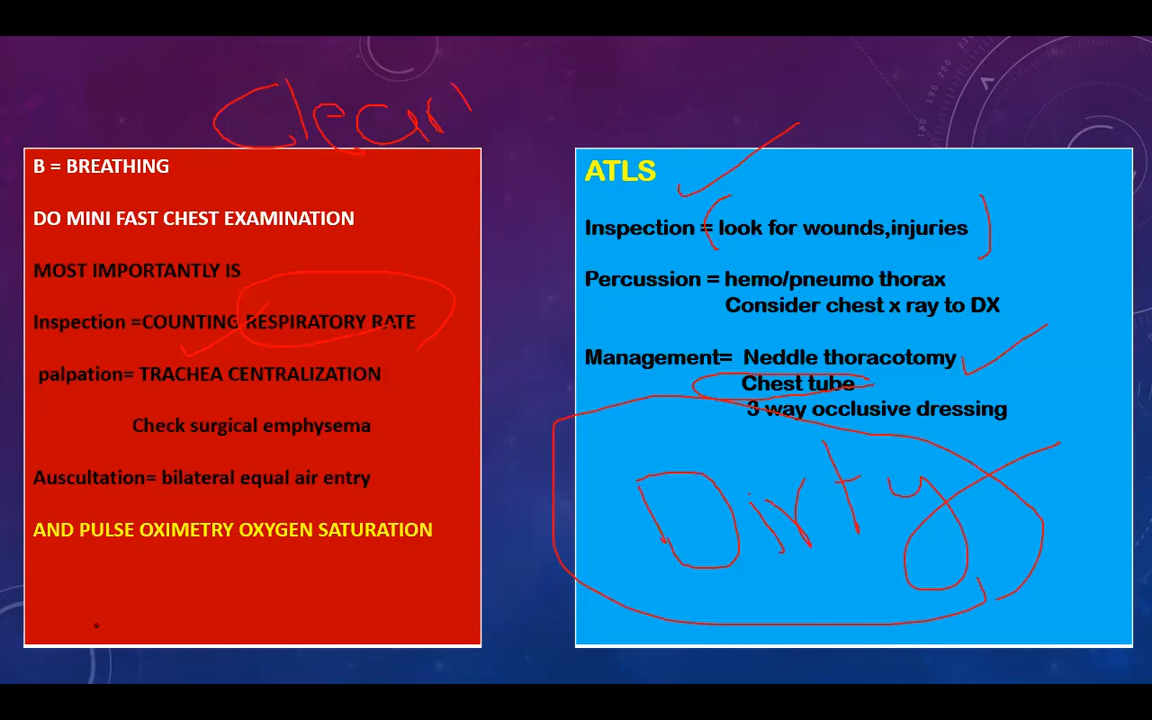 Clean
B = BREATHING
DO MINI FAST CHEST EXAMINATION
MOST IMPORTANTLY IS
Inspection =COUNTING RESPIRATORY RATE
palpation= TRACHEA CENTRALIZATION
Check surgical emphysema
Auscultation= bilateral equal air entry
AND PULSE OXIMETRY OXYGEN SATURATION
ATLS
Inspection = look for wounds,injuries
Percussion = hemo/pneumo thorax
Consider chest x ray to DX
Management= Neddle thoracotomy
Chest tube
3 way occlusive dressing
Dirty